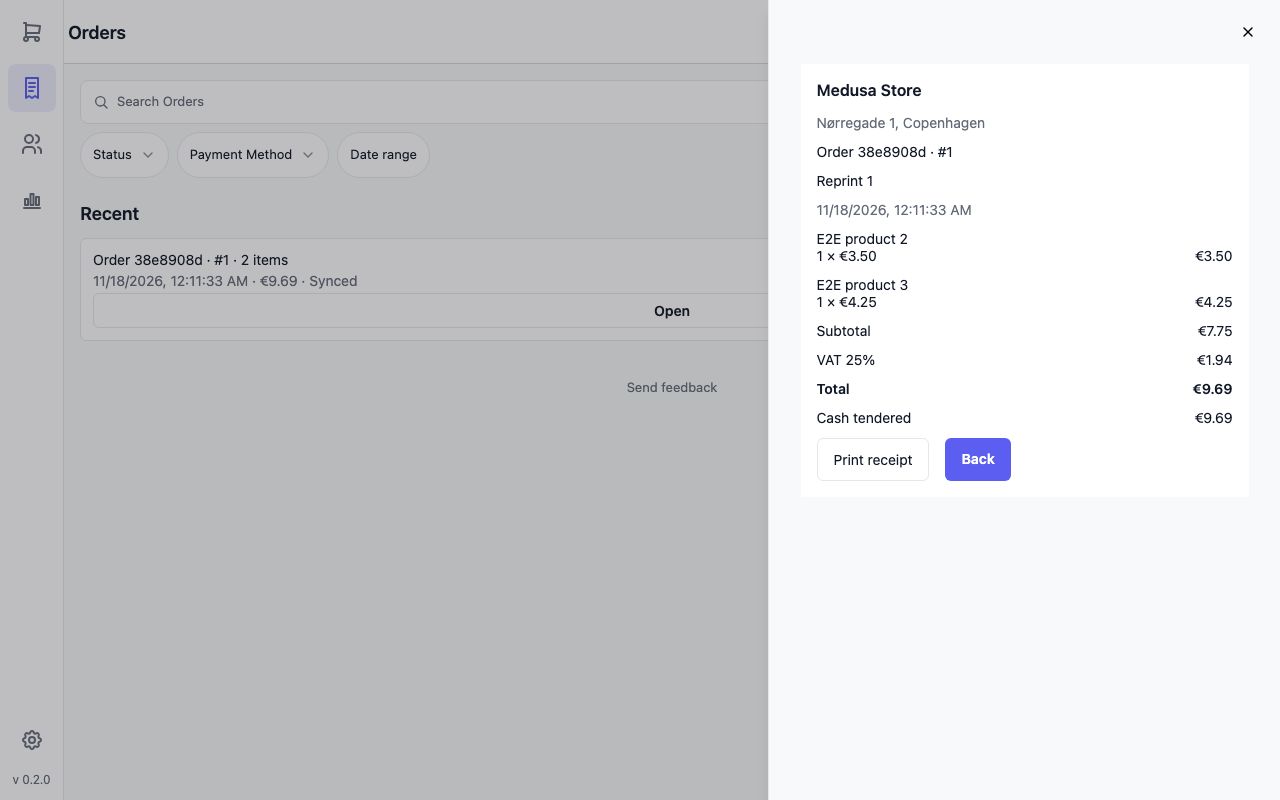 Orders
Search Orders
Status
Payment Method
Date range
Recent
Order 38e8908d · #1 · 2 items
11/18/2026, 12:11:33 AM · €9.69 · Synced
Open
Send feedback
v 0.2.0
Medusa Store
Nørregade 1, Copenhagen
Order 38e8908d · #1
Reprint 1
11/18/2026, 12:11:33 AM
E2E product 2
1 × €3.50 €3.50
E2E product 3
1 × €4.25 €4.25
Subtotal €7.75
VAT 25% €1.94
Total €9.69
Cash tendered €9.69
Print receipt
Back